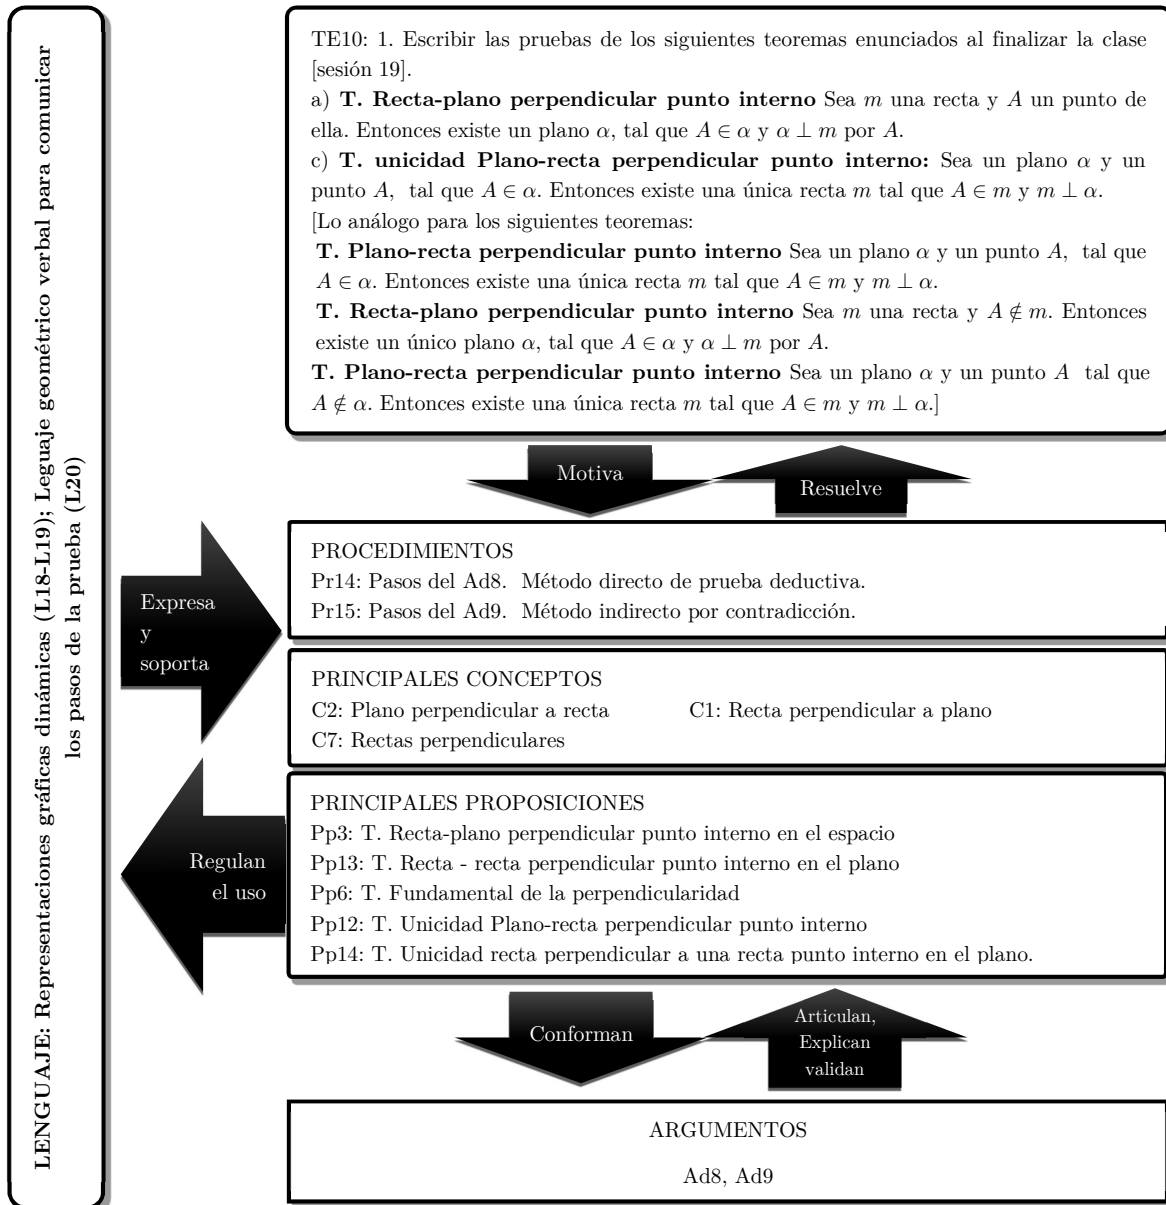 LENGUAJE: Representaciones gráficas dinámicas (L18-L19); Leguaje geométrico verbal para comunicar
los pasos de la prueba (L20)
TE10: 1. Escribir las pruebas de los siguientes teoremas enunciados al finalizar la clase
[sesión 19].
a) T. Recta-plano perpendicular punto interno Sea m una recta y A un punto de
ella. Entonces existe un plano α, tal que A ∈ α y α ⊥ m por A.
c) T. unicidad Plano-recta perpendicular punto interno: Sea un plano α y un
punto A, tal que A ∈ α. Entonces existe una única recta m tal que A ∈ m y m ⊥ α.
[Lo análogo para los siguientes teoremas:
T. Plano-recta perpendicular punto interno Sea un plano α y un punto A, tal que
A ∈ α. Entonces existe una única recta m tal que A ∈ m y m ⊥ α.
T. Recta-plano perpendicular punto interno Sea m una recta y A ∉ m. Entonces
existe un único plano α, tal que A ∈ α y α ⊥ m por A.
T. Plano-recta perpendicular punto interno Sea un plano α y un punto A tal que
A ∉ α. Entonces existe una única recta m tal que A ∈ m y m ⊥ α.]
Motiva
Resuelve
Expresa
y
soporta
PROCEDIMIENTOS
Pr14: Pasos del Ad8. Método directo de prueba deductiva.
Pr15: Pasos del Ad9. Método indirecto por contradicción.
PRINCIPALES CONCEPTOS
C2: Plano perpendicular a recta C1: Recta perpendicular a plano
C7: Rectas perpendiculares
Regulan
el uso
PRINCIPALES PROPOSICIONES
Pp3: T. Recta-plano perpendicular punto interno en el espacio
Pp13: T. Recta - recta perpendicular punto interno en el plano
Pp6: T. Fundamental de la perpendicularidad
Pp12: T. Unicidad Plano-recta perpendicular punto interno
Pp14: T. Unicidad recta perpendicular a una recta punto interno en el plano.
Conforman
Articulan,
Explican
validan
ARGUMENTOS
Ad8, Ad9